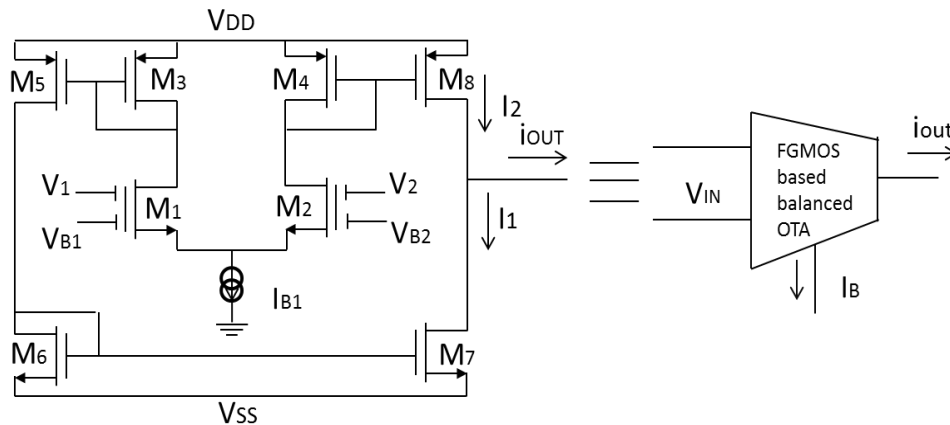 VDD
M5
M3
M4
M8
I2
iOUT
V1
VB1
M1
M2
V2
VB2
I1
IB1
M6
M7
VSS
VIN
FGMOS
based
balanced
OTA
iout
IB